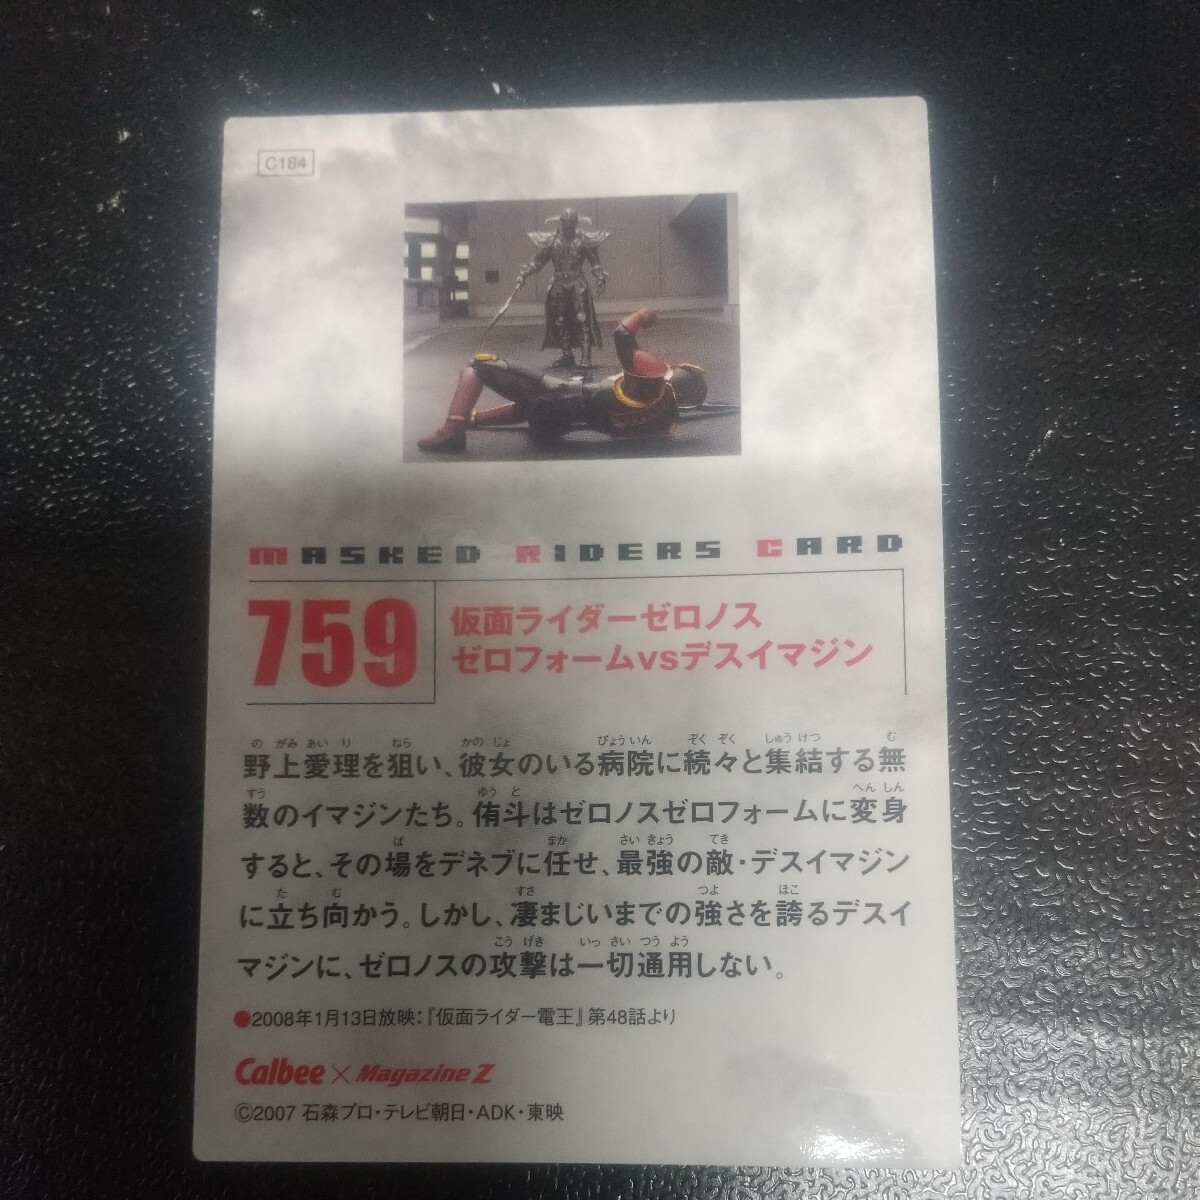 C184
MASKED RIDERS CARD
759
仮面ライダーゼロノス
ゼロフォームvsデスイマジン
の がみ あい り ねら かの じょ びょう いん ぞく ぞく しゅう けつ む
野上愛理を狙い、彼女のいる病院に続々と集結する無
すう ゆう と へん しん
数のイマジンたち。侑斗はゼロノスゼロフォームに変身
ば まか さい きょう てき
すると、その場をデネブに任せ、最強の敵・デスイマジン
た む すさ つよ ほこ
に立ち向かう。しかし、凄まじいまでの強さを誇るデスイ
こう げき いっ さい つう よう
マジンに、ゼロノスの攻撃は一切通用しない。
●2008年1月13日放映：『仮面ライダー電王』第48話より
Calbee × Magazine Z
©2007 石森プロ・テレビ朝日・ADK・東映